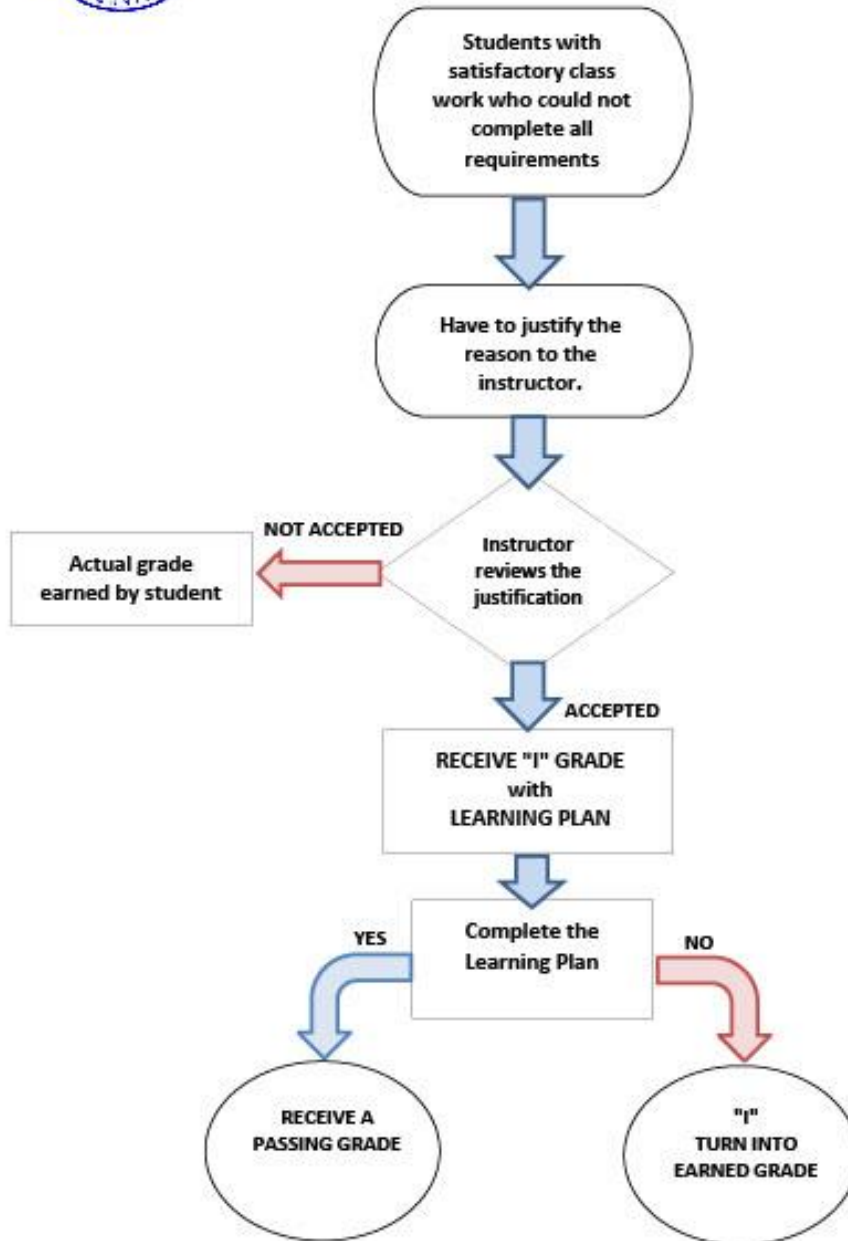 Students with
satisfactory class
work who could not
complete all
requirements
Have to justify the
reason to the
instructor.
NOT ACCEPTED
Instructor
reviews the
justification
Actual grade
earned by student
ACCEPTED
RECEIVE "I" GRADE
with
LEARNING PLAN
YES
Complete the
Learning Plan
NO
RECEIVE A
PASSING GRADE
"I"
TURN INTO
EARNED GRADE